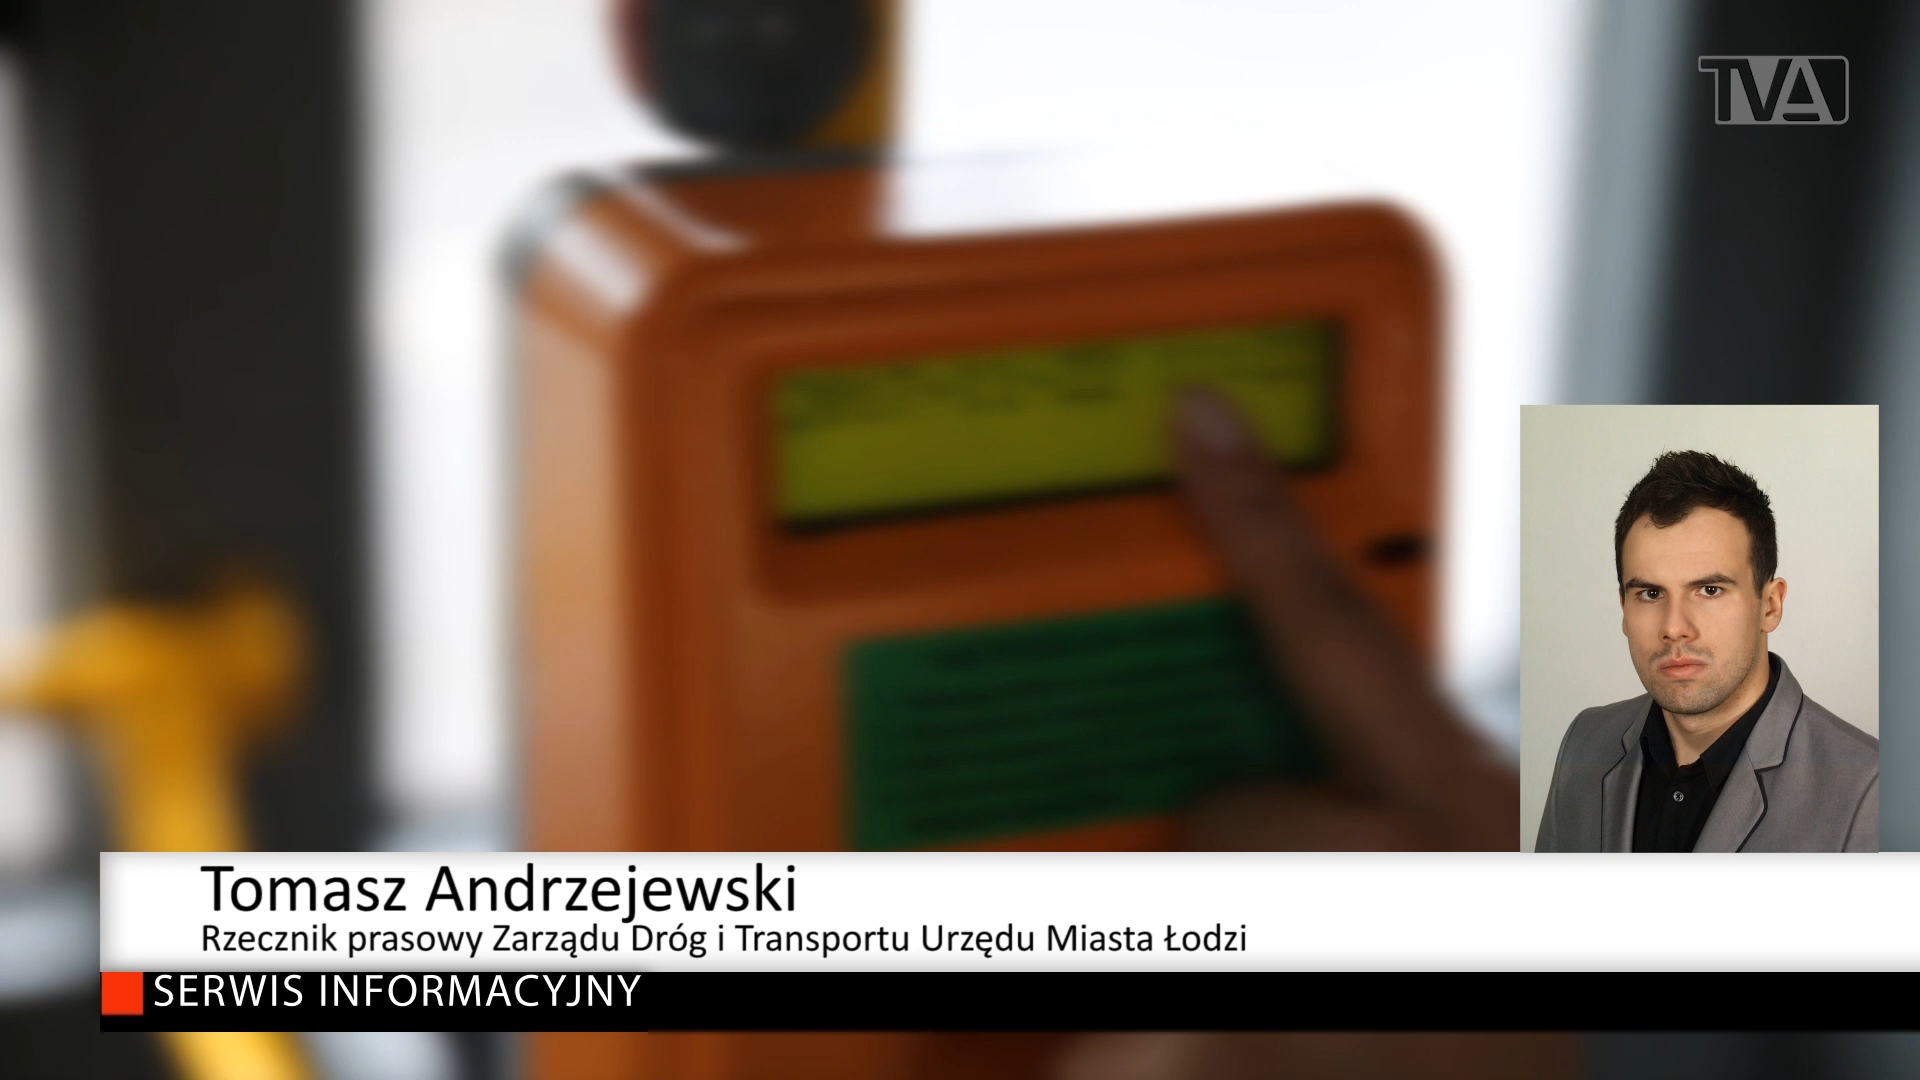 TVA
Tomasz Andrzejewski
Rzecznik prasowy Zarządu Dróg i Transportu Urzędu Miasta Łodzi
SERWIS INFORMACYJNY